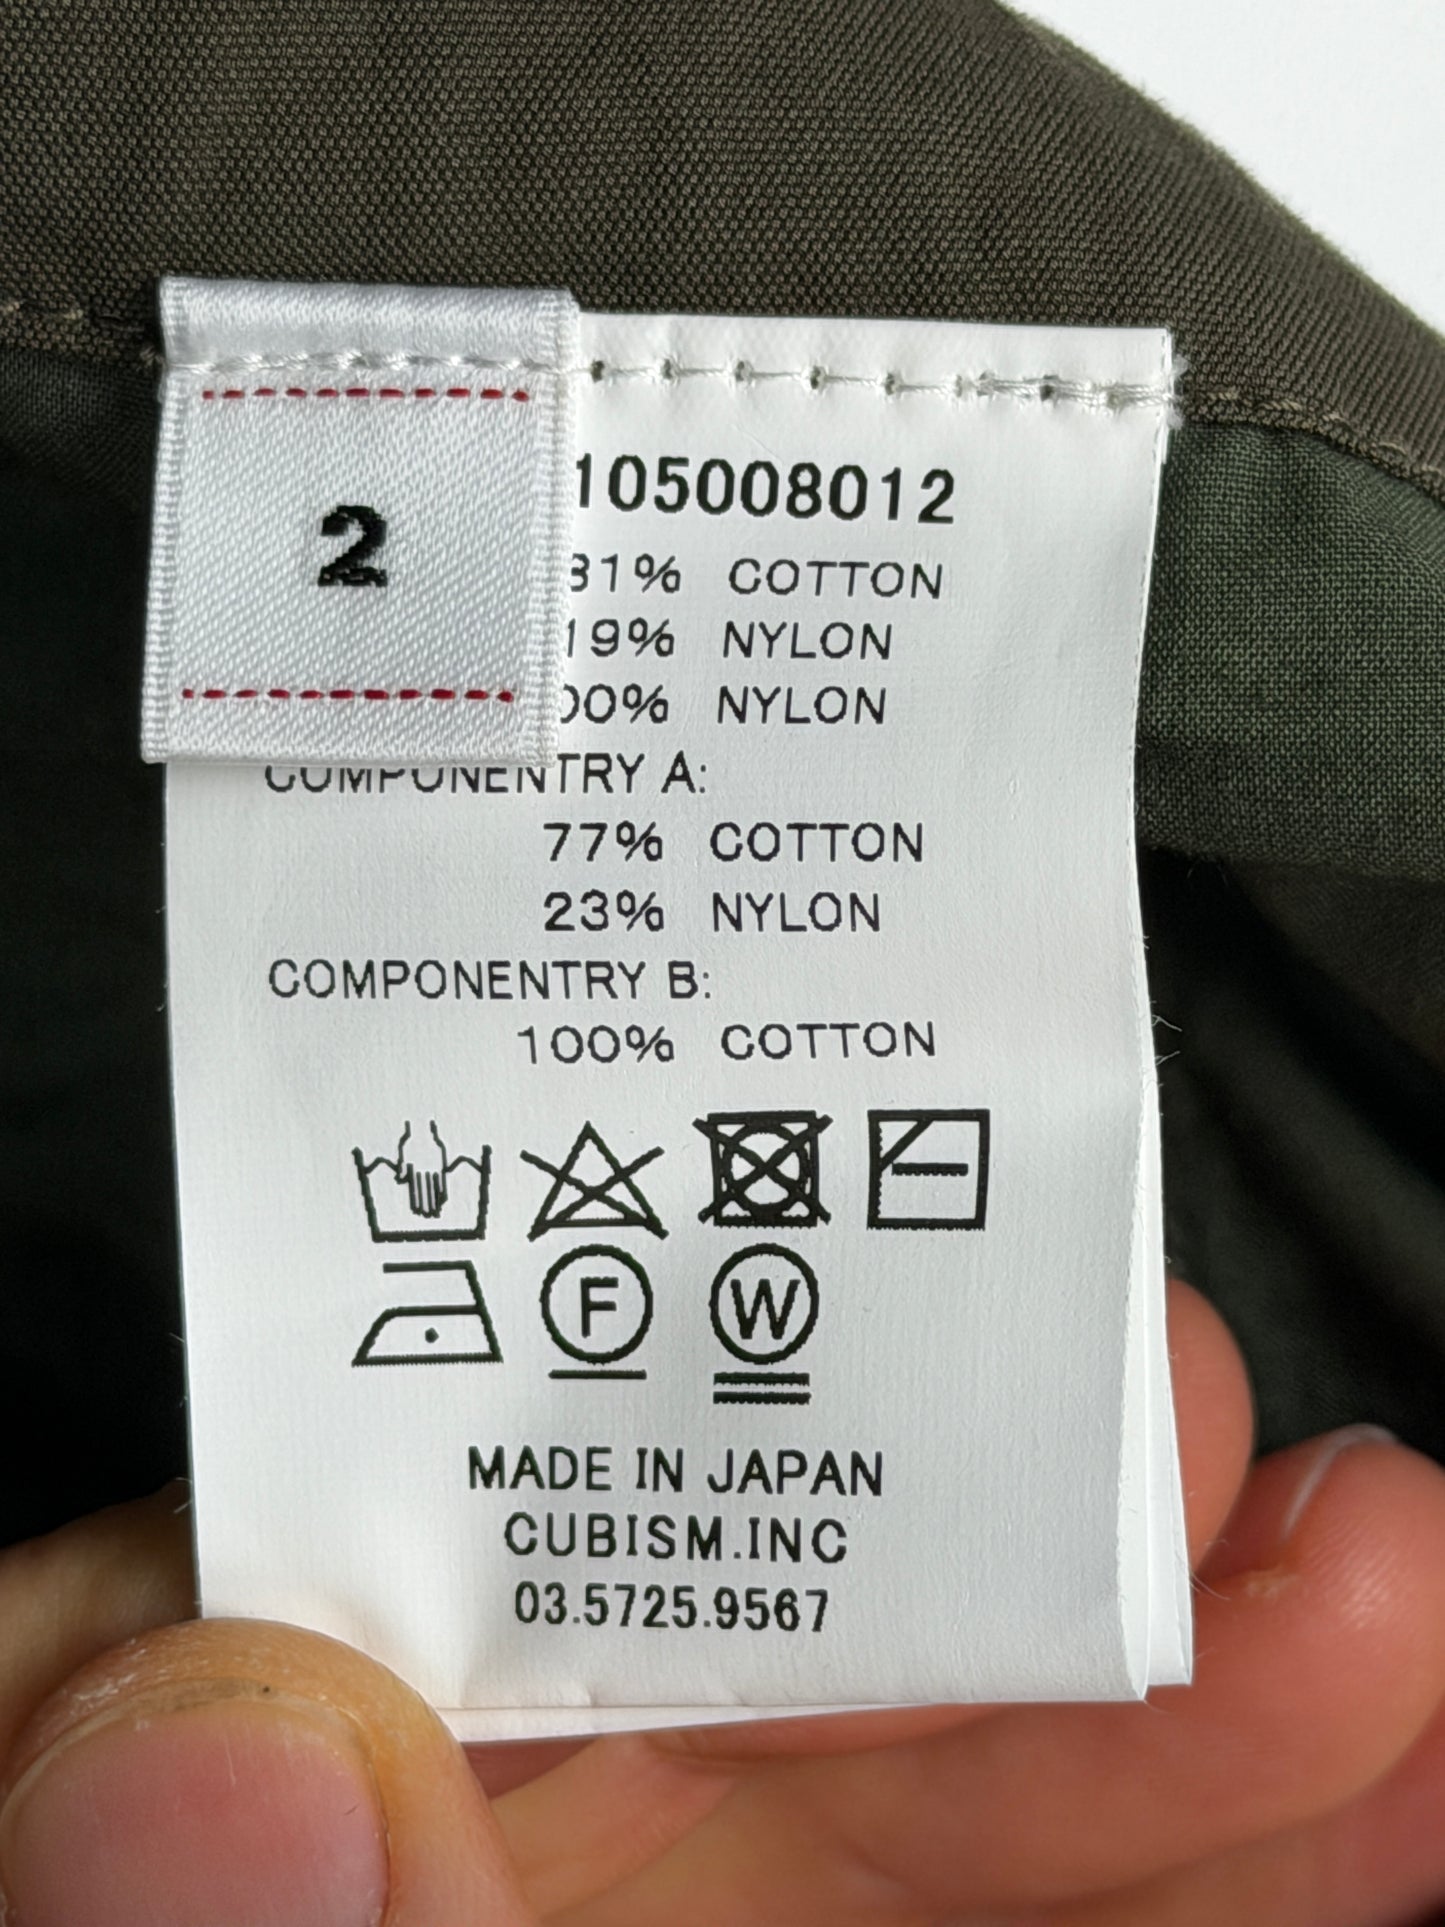 2
105008012
81% COTTON
19% NYLON
00% NYLON
COMPONENTRY A:
77% COTTON
23% NYLON
COMPONENTRY B:
100% COTTON
F
W
MADE IN JAPAN
CUBISM.INC
03.5725.9567